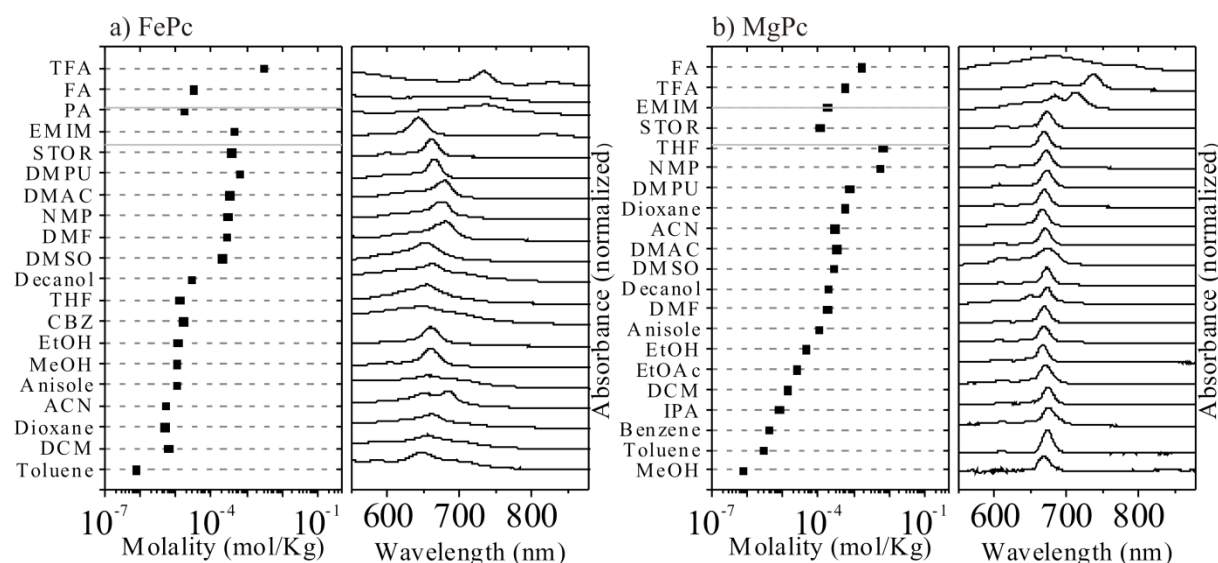 a) FePc
TFA
FA
PA
EMIM
STOR
DMPU
DMAC
NMP
DMF
DMSO
Decanol
THF
CBZ
EtOH
MeOH
Anisole
ACN
Dioxane
DCM
Toluene
10-7
10-4
10-1
Molality (mol/Kg)
600
700
800
Wavelength (nm)
Absorbance (normalized)
b) MgPc
FA
TFA
EMIM
STOR
THF
NMP
DMPU
Dioxane
ACN
DMAC
DMSO
Decanol
DMF
Anisole
EtOH
EtOAc
DCM
IPA
Benzene
Toluene
MeOH
10-7
10-4
10-1
Molality (mol/Kg)
600
700
800
Wavelength (nm)
Absorbance (normalized)